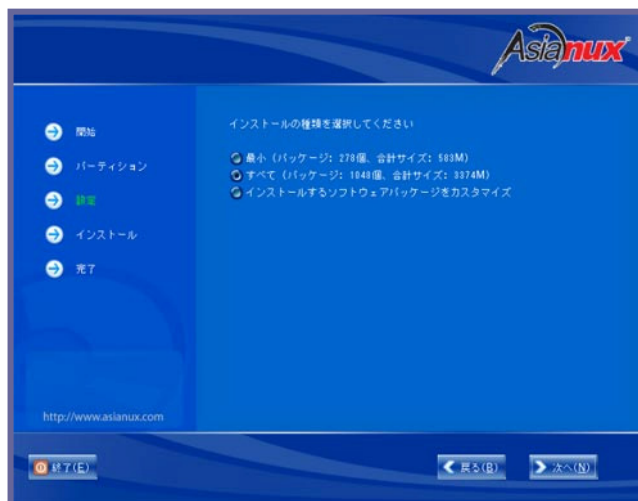 Asianux
開始
パーティション
設定
インストール
完了
インストールの種類を選択してください
最小 (パッケージ: 278個、合計サイズ: 583M)
すべて (パッケージ: 1048個、合計サイズ: 3374M)
インストールするソフトウェアパッケージをカスタマイズ
http://www.asianux.com
終了(E)
戻る(B)
次へ(N)